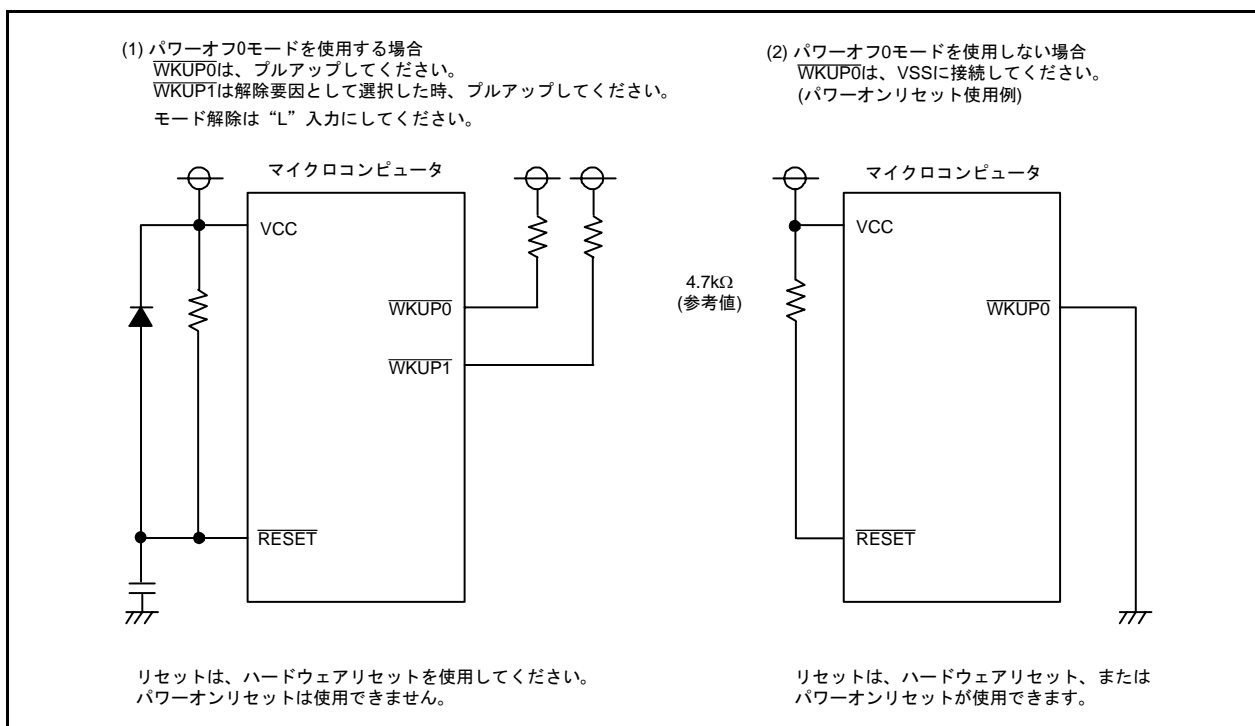 (1) パワーオフ0モードを使用する場合
WKUP0は、プルアップしてください。
WKUP1は解除要因として選択した時、プルアップしてください。
モード解除は“L”入力にしてください。
マイクロコンピュータ
VCC
WKUP0
WKUP1
RESET
リセットは、ハードウェアリセットを使用してください。
パワーオンリセットは使用できません。
(2) パワーオフ0モードを使用しない場合
WKUP0は、VSSに接続してください。
(パワーオンリセット使用例)
マイクロコンピュータ
VCC
4.7kΩ
(参考値)
WKUP0
RESET
リセットは、ハードウェアリセット、または
パワーオンリセットが使用できます。